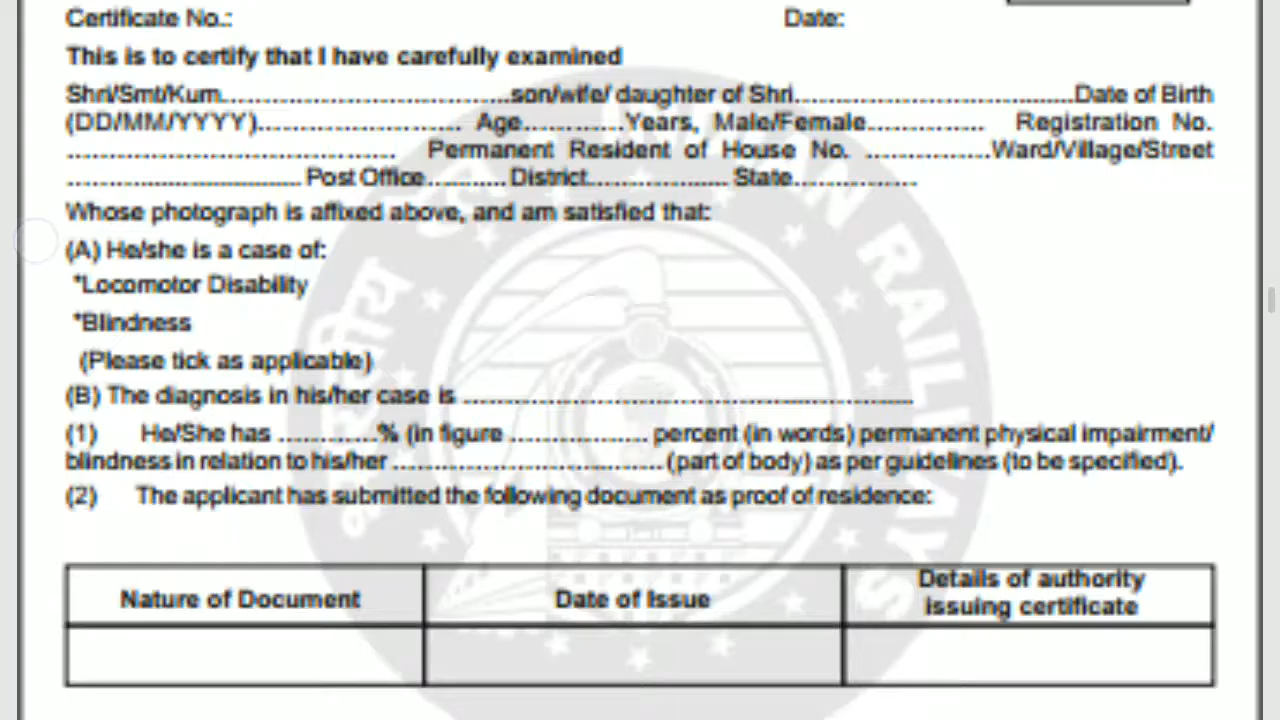 Certificate No.: Date:
This is to certify that I have carefully examined
Shri/Smt/Kum...........................................son/wife/ daughter of Shri..........................................Date of Birth
(DD/MM/YYYY).............................. Age...............Years, Male/Female................. Registration No.
................................................. Permanent Resident of House No. ...................Ward/Village/Street
................................... Post Office............ District..................... State..................
Whose photograph is affixed above, and am satisfied that:
(A) He/she is a case of:
*Locomotor Disability
*Blindness
(Please tick as applicable)
(B) The diagnosis in his/her case is ...................................................................
(1) He/She has ...............% (in figure ..................... percent (in words) permanent physical impairment/
blindness in relation to his/her ........................................ (part of body) as per guidelines (to be specified).
(2) The applicant has submitted the following document as proof of residence:
Nature of Document Date of Issue Details of authority
issuing certificate
भारतीय रेल
INDIAN RAILWAYS